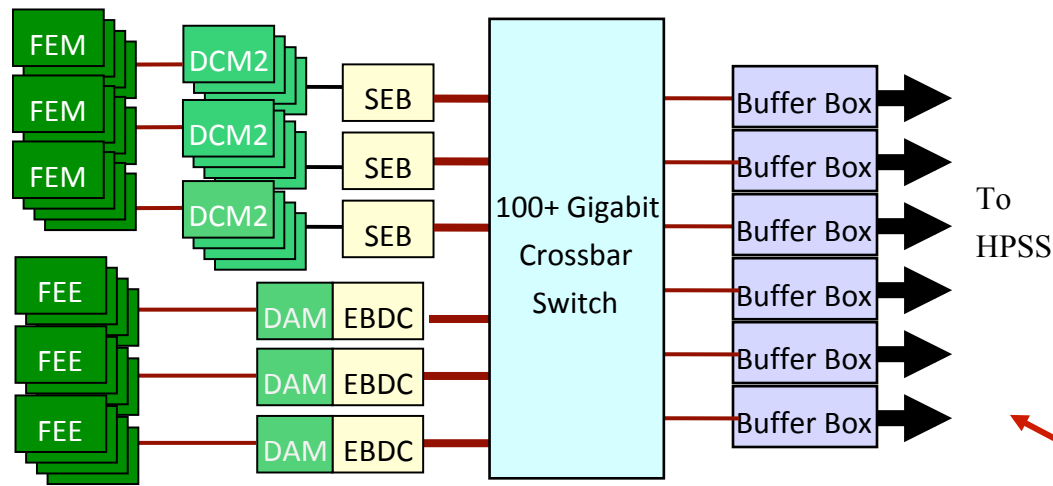 FEM
FEM
FEM
DCM2
DCM2
DCM2
SEB
SEB
SEB
FEE
FEE
FEE
DAM EBDC
DAM EBDC
DAM EBDC
100+ Gigabit
Crossbar
Switch
Buffer Box
Buffer Box
Buffer Box
Buffer Box
Buffer Box
Buffer Box
To
HPSS